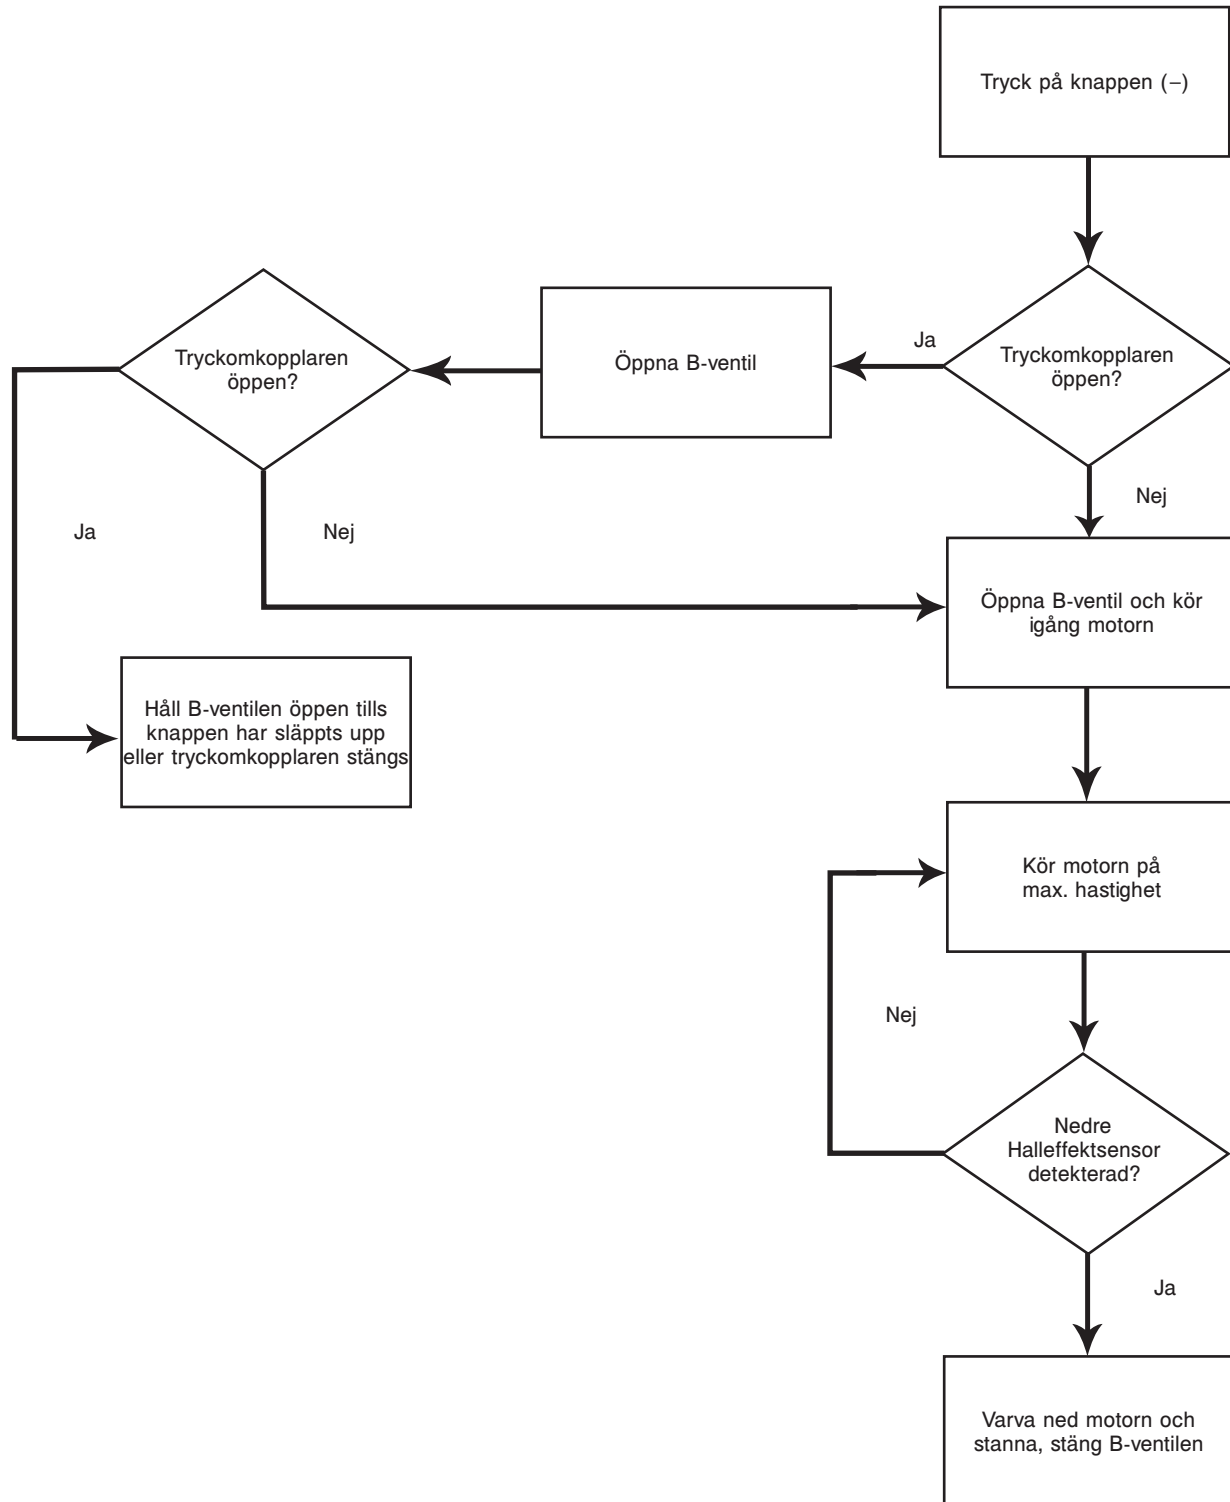 Tryck på knappen (–)
Tryckomkopplaren
öppen?
Öppna B-ventil
Ja
Tryckomkopplaren
öppen?
Ja
Nej
Nej
Öppna B-ventil och kör
igång motorn
Håll B-ventilen öppen tills
knappen har släppts upp
eller tryckomkopplaren stängs
Kör motorn på
max. hastighet
Nej
Nedre
Halleffektsensor
detekterad?
Ja
Varva ned motorn och
stanna, stäng B-ventilen